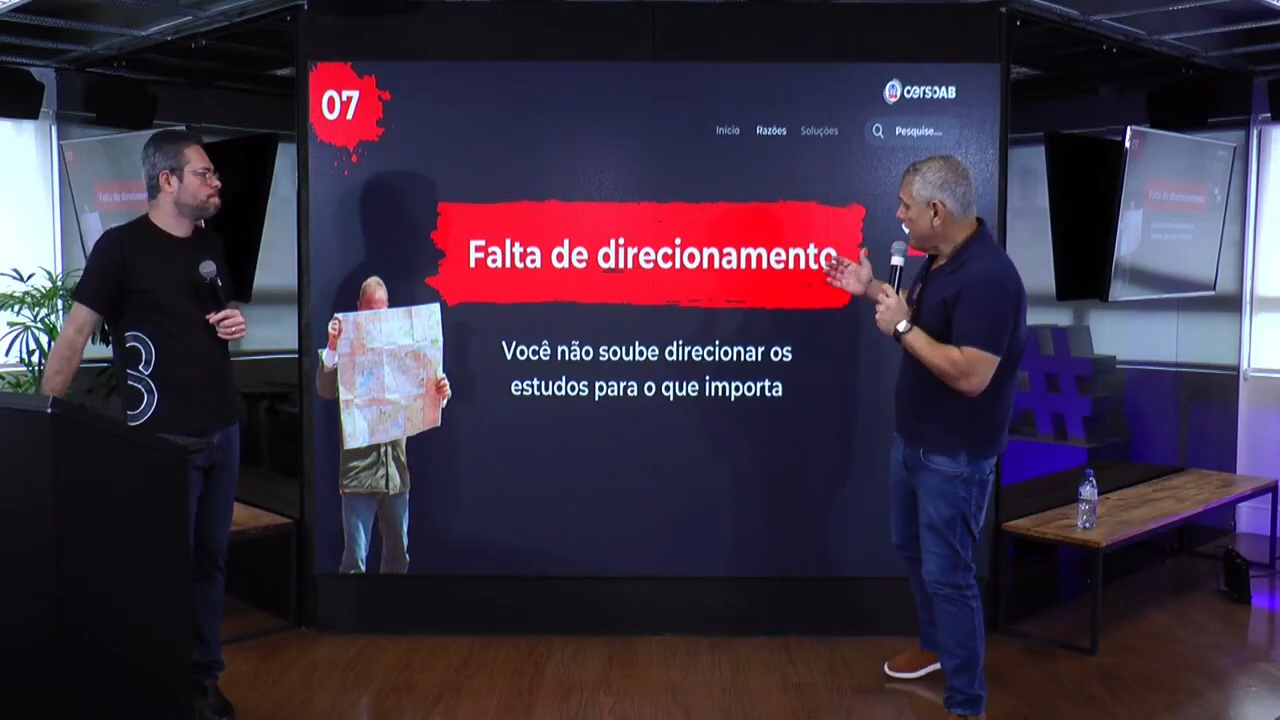 07
cersOAB
Início Razões Soluções Pesquise...
Falta de direcionamento
Você não soube direcionar os
estudos para o que importa
#